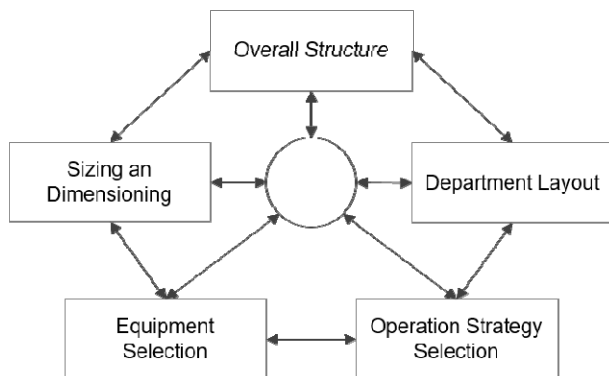 Overall Structure
Sizing an
Dimensioning
Department Layout
Equipment
Selection
Operation Strategy
Selection